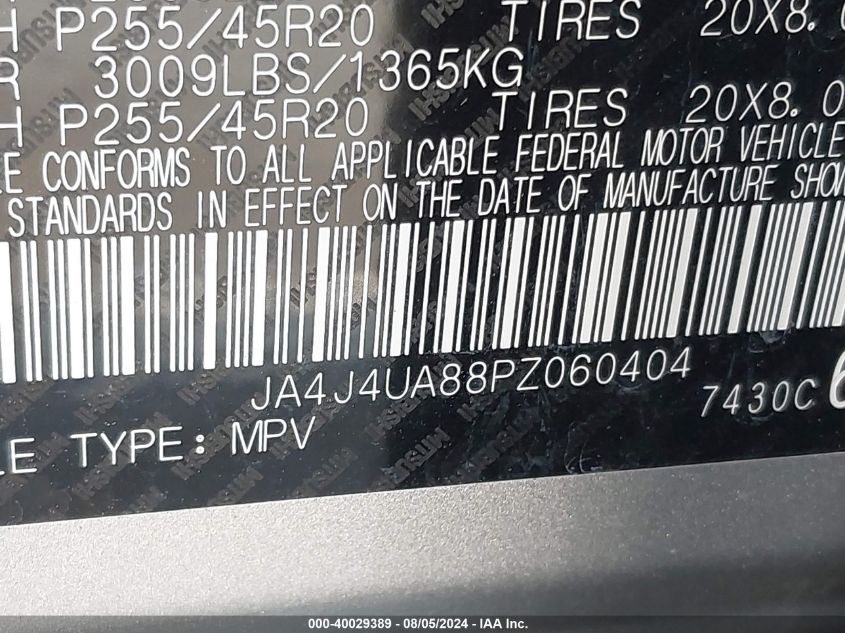 H P255/45R20 TIRES 20X8.0
R 3009LBS/1365KG
H P255/45R20 TIRES 20X8.0
LE CONFORMS TO ALL APPLICABLE FEDERAL MOTOR VEHICLE
STANDARDS IN EFFECT ON THE DATE OF MANUFACTURE SHOW
JA4J4UA88PZ060404
7430C 6
LE TYPE: MPV
000-40029389 - 08/05/2024 - IAA Inc.